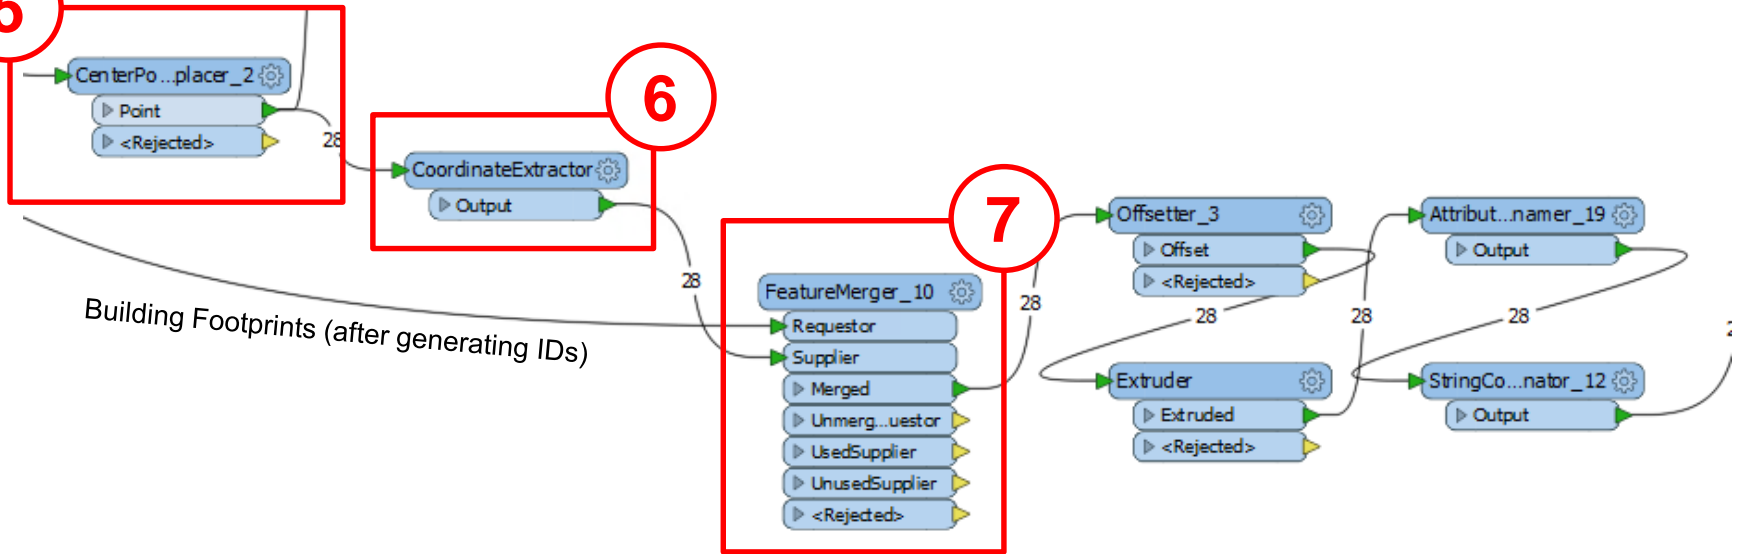 5
CenterPo...placer_2
Point
<Rejected>
28
6
CoordinateExtractor
Output
28
Building Footprints (after generating IDs)
7
FeatureMerger_10
Requestor
Supplier
Merged
Unmerg...uestor
UsedSupplier
UnusedSupplier
<Rejected>
28
Offsetter_3
Offset
<Rejected>
28
Extruder
Extruded
<Rejected>
28
Attribut...namer_19
Output
28
StringCo...nator_12
Output